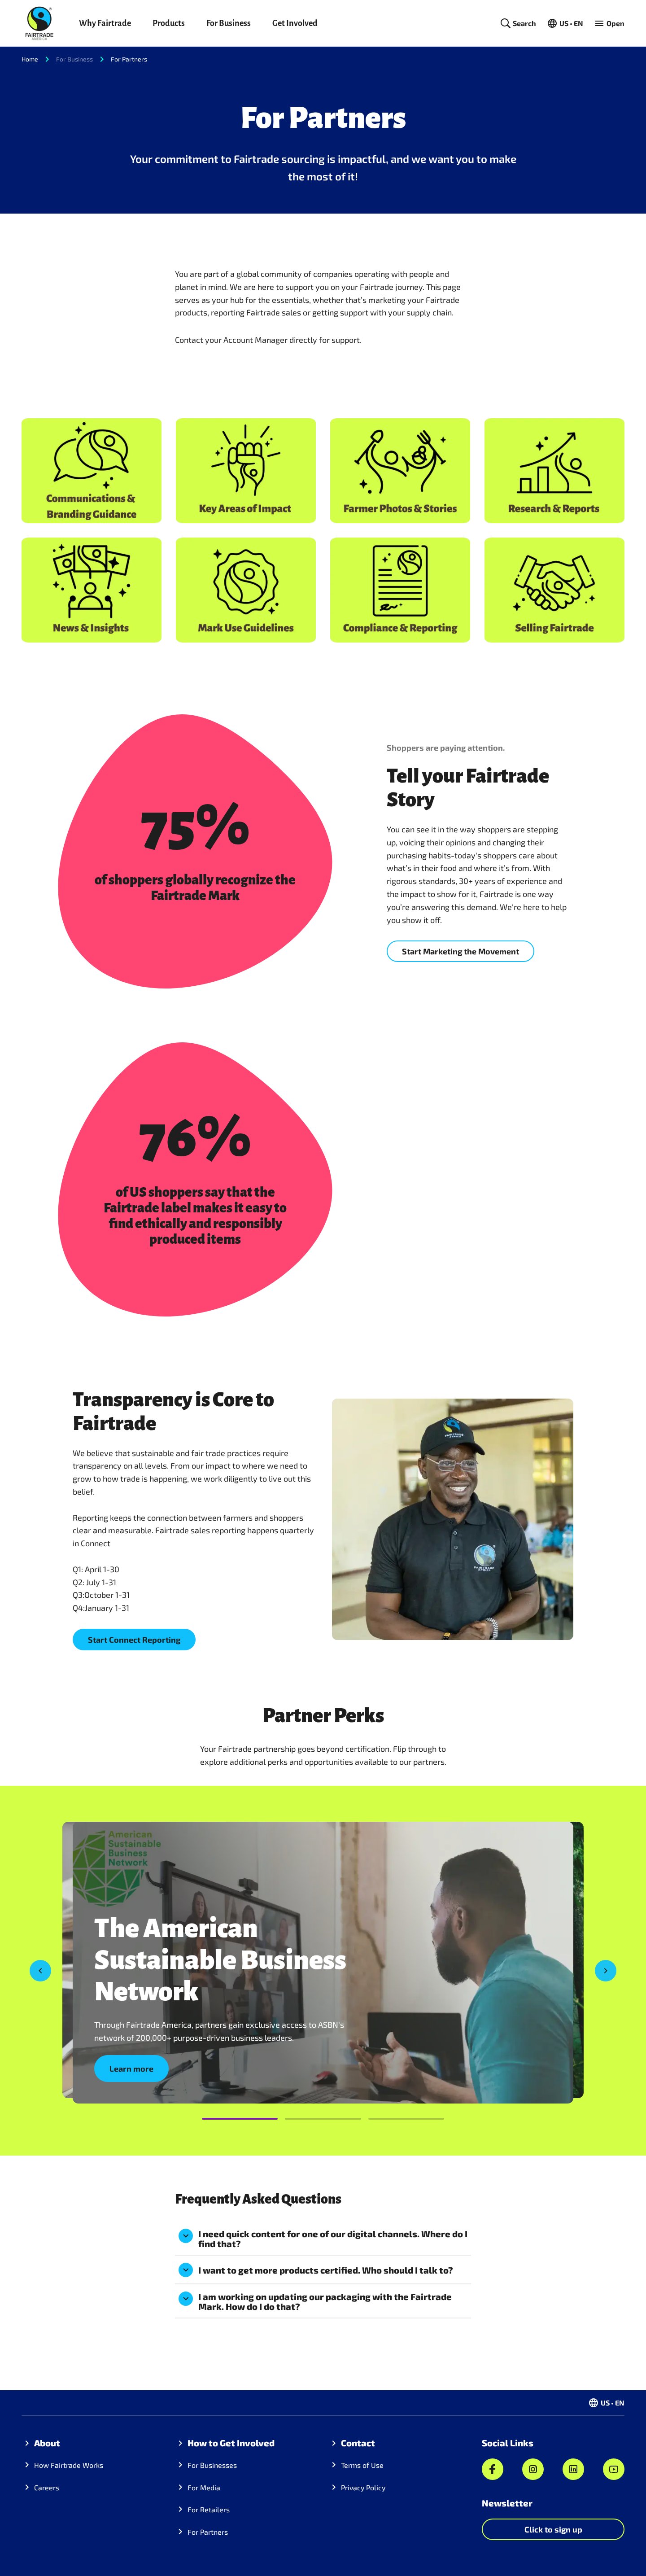 FAIRTRADE
AMERICA
Why Fairtrade
Products
For Business
Get Involved
Search
US • EN
Open
Home
For Business
For Partners
For Partners
Your commitment to Fairtrade sourcing is impactful, and we want you to make
the most of it!
You are part of a global community of companies operating with people and
planet in mind. We are here to support you on your Fairtrade journey. This page
serves as your hub for the essentials, whether that’s marketing your Fairtrade
products, reporting Fairtrade sales or getting support with your supply chain.
Contact your Account Manager directly for support.
Communications &
Branding Guidance
Key Areas of Impact
Farmer Photos & Stories
Research & Reports
News & Insights
Mark Use Guidelines
Compliance & Reporting
Selling Fairtrade
75%
of shoppers globally recognize the
Fairtrade Mark
Shoppers are paying attention.
Tell your Fairtrade
Story
You can see it in the way shoppers are stepping
up, voicing their opinions and changing their
purchasing habits-today’s shoppers care about
what’s in their food and where it’s from. With
rigorous standards, 30+ years of experience and
the impact to show for it, Fairtrade is one way
you’re answering this demand. We’re here to help
you show it off.
Start Marketing the Movement
76%
of US shoppers say that the
Fairtrade label makes it easy to
find ethically and responsibly
produced items
Transparency is Core to
Fairtrade
We believe that sustainable and fair trade practices require
transparency on all levels. From our impact to where we need to
grow to how trade is happening, we work diligently to live out this
belief.
Reporting keeps the connection between farmers and shoppers
clear and measurable. Fairtrade sales reporting happens quarterly
in Connect
Q1: April 1-30
Q2: July 1-31
Q3:October 1-31
Q4:January 1-31
Start Connect Reporting
Partner Perks
Your Fairtrade partnership goes beyond certification. Flip through to
explore additional perks and opportunities available to our partners.
American
Sustainable
Business
Network
The American
Sustainable Business
Network
Through Fairtrade America, partners gain exclusive access to ASBN's
network of 200,000+ purpose-driven business leaders.
Learn more
Frequently Asked Questions
I need quick content for one of our digital channels. Where do I
find that?
I want to get more products certified. Who should I talk to?
I am working on updating our packaging with the Fairtrade
Mark. How do I do that?
US • EN
About
How Fairtrade Works
Careers
How to Get Involved
For Businesses
For Media
For Retailers
For Partners
Contact
Terms of Use
Privacy Policy
Social Links
Newsletter
Click to sign up